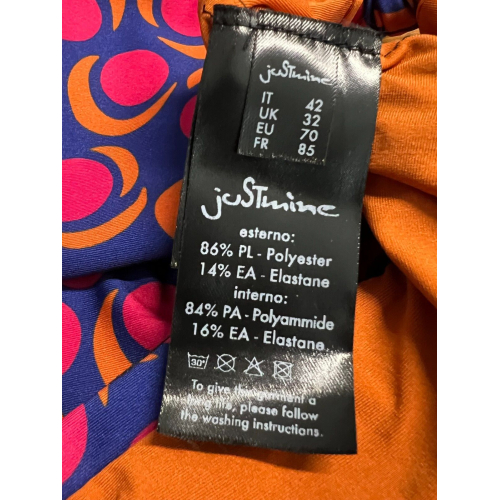 juSTmine
IT 42
UK 32
EU 70
FR 85
juSTmine
esterno:
86% PL - Polyester
14% EA - Elastane
interno:
84% PA - Polyammide
16% EA - Elastane
30°
To give this garment a
long life, please follow
the washing instructions.